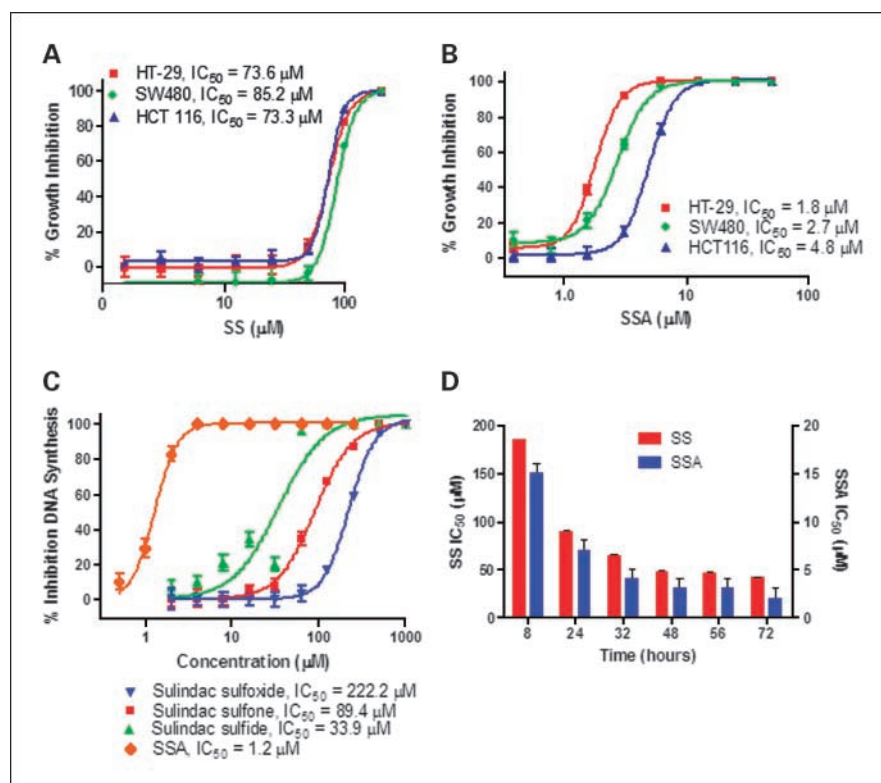 A
HT-29, IC50 = 73.6 μM
SW480, IC50 = 85.2 μM
HCT 116, IC50 = 73.3 μM
% Growth Inhibition
100
80
60
40
20
0
0
10
100
SS (μM)
B
% Growth Inhibition
100
80
60
40
20
0
HT-29, IC50 = 1.8 μM
SW480, IC50 = 2.7 μM
HCT116, IC50 = 4.8 μM
1.0
10
100
SSA (μM)
C
% Inhibition DNA Synthesis
100
80
60
40
20
0
1
10
100
1000
Concentration (μM)
Sulindac sulfoxide, IC50 = 222.2 μM
Sulindac sulfone, IC50 = 89.4 μM
Sulindac sulfide, IC50 = 33.9 μM
SSA, IC50 = 1.2 μM
D
SS IC50 (μM)
200
150
100
50
0
SS
SSA
20
15
10
5
0
SSA IC50 (μM)
8 24 32 48 56 72
Time (hours)